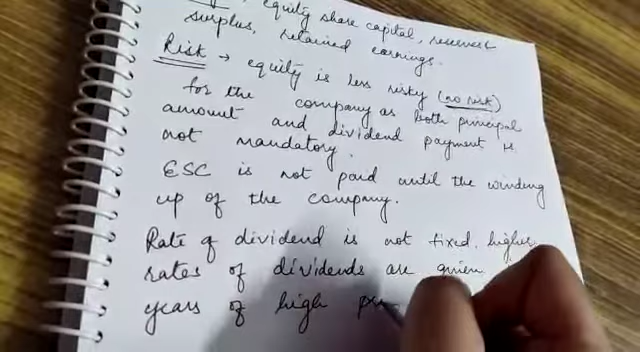 equity share capital, reserves &
surplus, retained earnings.
Risk → equity is less risky (no risk)
for the company as both principal
amount and dividend payment is
not mandatory.
ESC is not paid until the winding
up of the company.
Rate of dividend is not fixed. higher
rates of dividends are given
years of high